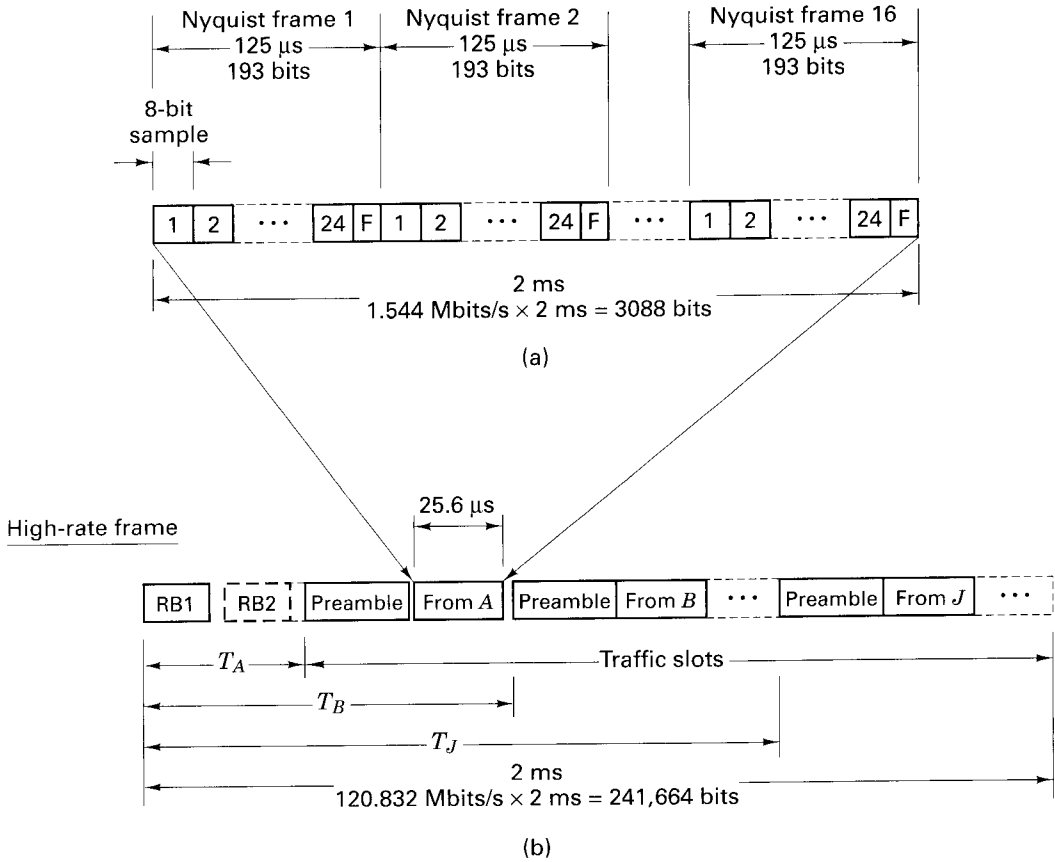 Nyquist frame 1
125 μs
193 bits
Nyquist frame 2
125 μs
193 bits
Nyquist frame 16
125 μs
193 bits
8-bit
sample
1 2 ··· 24 F 1 2 ··· 24 F ··· 1 2 ··· 24 F
2 ms
1.544 Mbits/s × 2 ms = 3088 bits
(a)
25.6 μs
High-rate frame
RB1 RB2 Preamble From A Preamble From B ··· Preamble From J ···
T_A Traffic slots
T_B
T_J
2 ms
120.832 Mbits/s × 2 ms = 241,664 bits
(b)